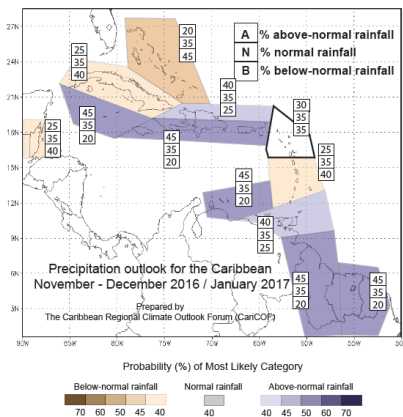 27N
24N
21N
18N
15N
12N
9N
6N
3N
90W
85W
80W
75W
70W
65W
60W
55W
50
A % above-normal rainfall
N % normal rainfall
B % below-normal rainfall
20
35
45
25
35
40
40
35
25
30
35
35
45
35
20
45
35
20
25
35
40
25
35
40
45
35
20
40
35
25
45
35
20
45
35
20
Precipitation outlook for the Caribbean
November - December 2016 / January 2017
Prepared by
The Caribbean Regional Climate Outlook Forum (CariCOF)
Probability (%) of Most Likely Category
Below-normal rainfall Normal rainfall Above-normal rainfall
70 60 50 45 40 40 40 45 50 60 70